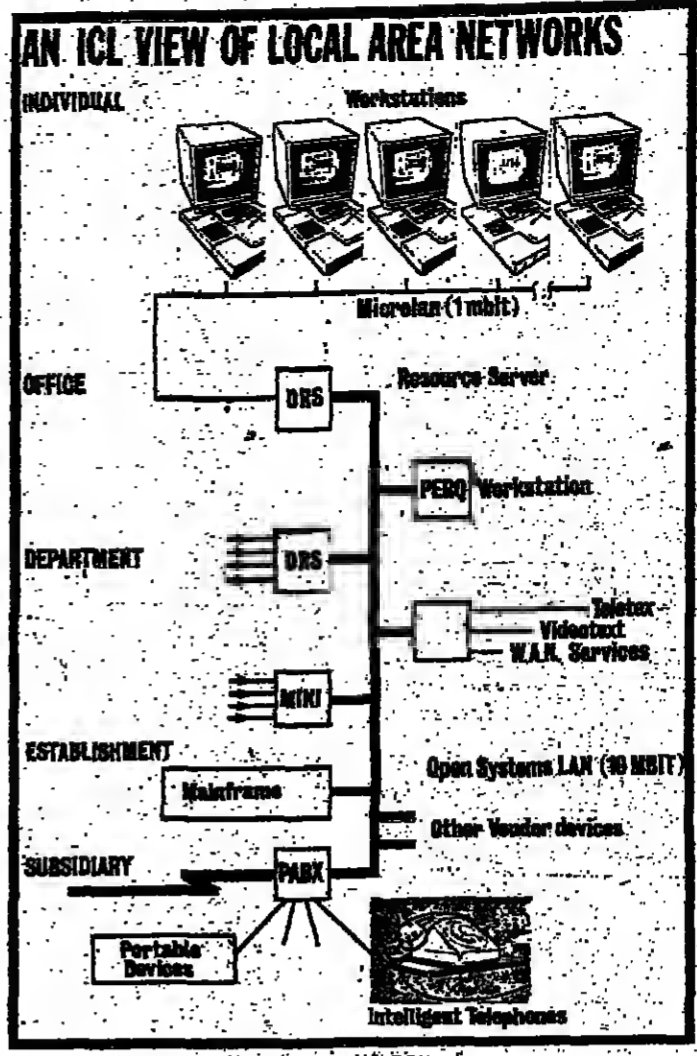 AN ICL VIEW OF LOCAL AREA NETWORKS
INDIVIDUAL
Workstations
Microlan (1 mbit)
OFFICE
DRS
Resource Server
PERQ Workstation
DEPARTMENT
DRS
Teletex
Videotext
W.A.N. Services
MINI
ESTABLISHMENT
Open Systems LAN (10 MBIT)
Mainframe
Other Vendor devices
SUBSIDIARY
PABX
Portable
Devices
Intelligent Telephones